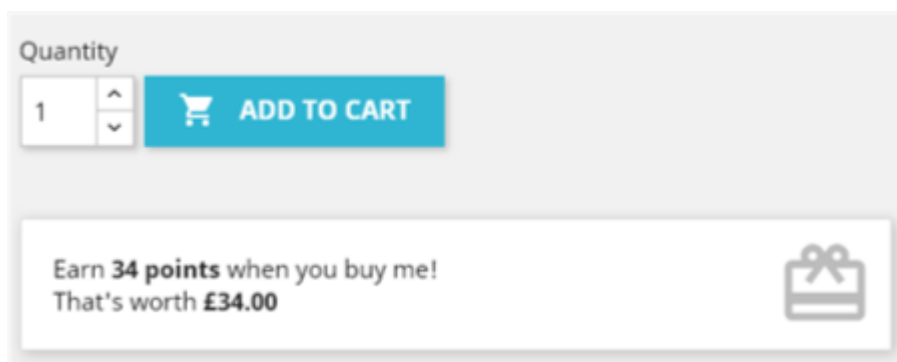 Quantity
1
ADD TO CART
Earn 34 points when you buy me!
That's worth £34.00